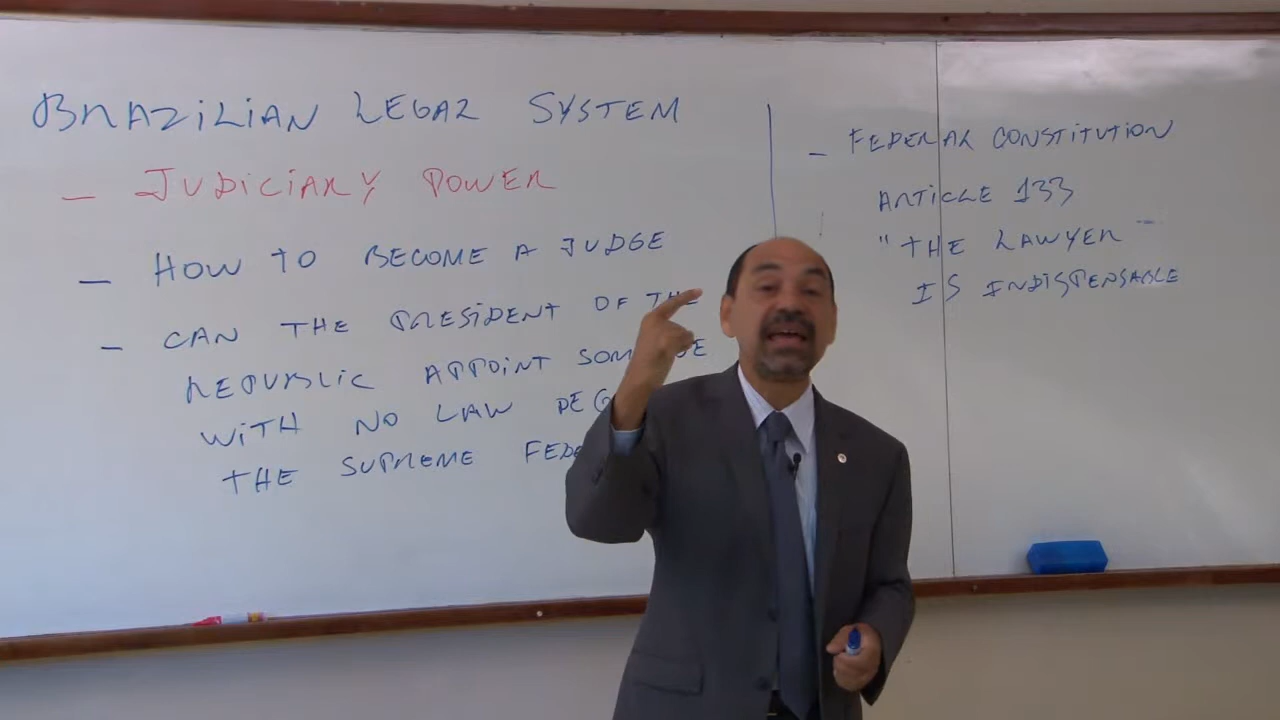 BRAZILIAN LEGAL SYSTEM
- JUDICIARY POWER
- HOW TO BECOME A JUDGE
- CAN THE PRESIDENT OF THE
REPUBLIC APPOINT
WITH NO LAW
THE SUPREME
- FEDERAL CONSTITUTION
ARTICLE 133
"THE LAWYER
IS INDISPENSABLE